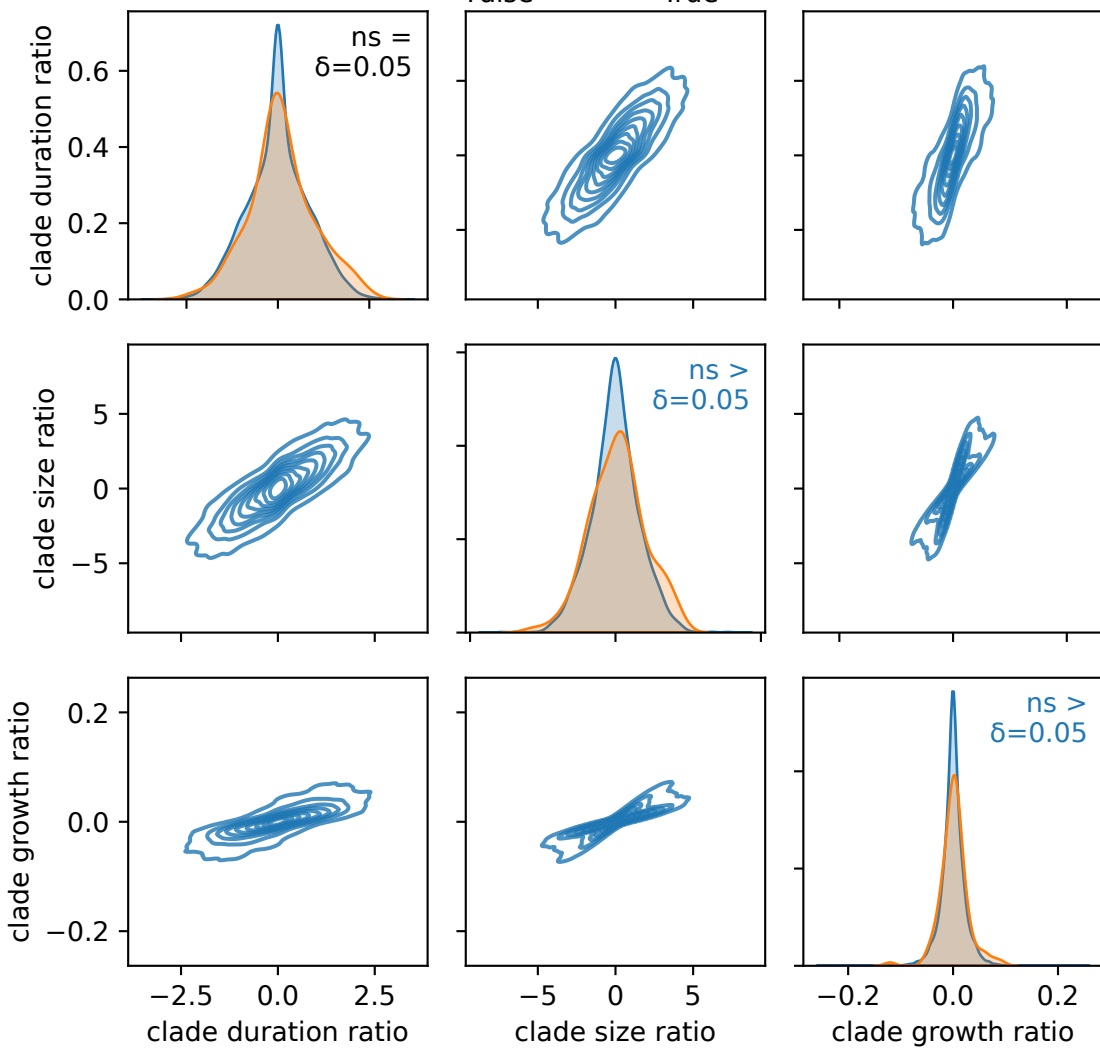 ns =
δ=0.05
0.6
0.4
0.2
0.0
clade duration ratio
ns >
δ=0.05
5
0
−5
clade size ratio
ns >
δ=0.05
0.2
0.0
−0.2
clade growth ratio
−2.5 0.0 2.5
−5 0 5
−0.2 0.0 0.2
clade duration ratio
clade size ratio
clade growth ratio